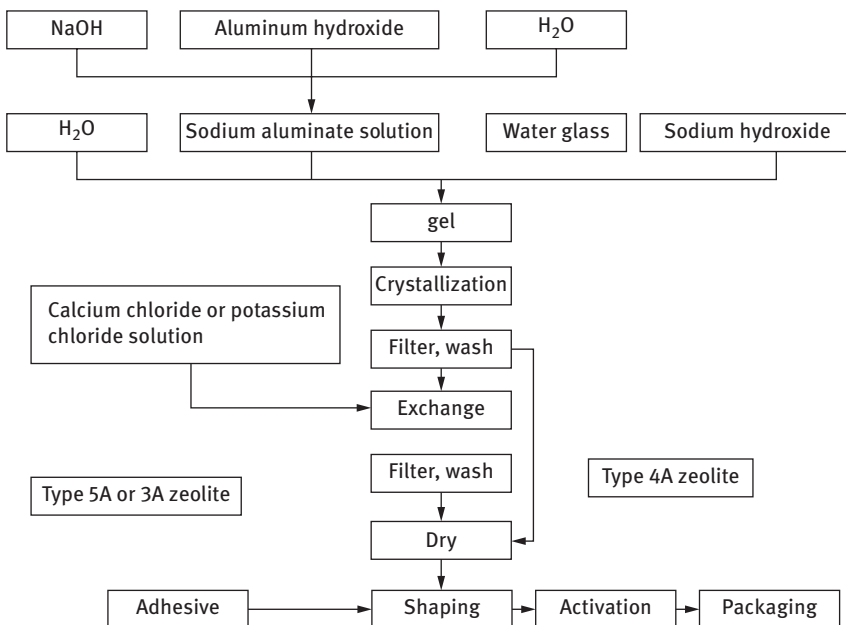 NaOH
Aluminum hydroxide
H₂O
H₂O
Sodium aluminate solution
Water glass
Sodium hydroxide
gel
Crystallization
Calcium chloride or potassium
chloride solution
Filter, wash
Exchange
Filter, wash
Type 5A or 3A zeolite
Type 4A zeolite
Dry
Adhesive
Shaping
Activation
Packaging